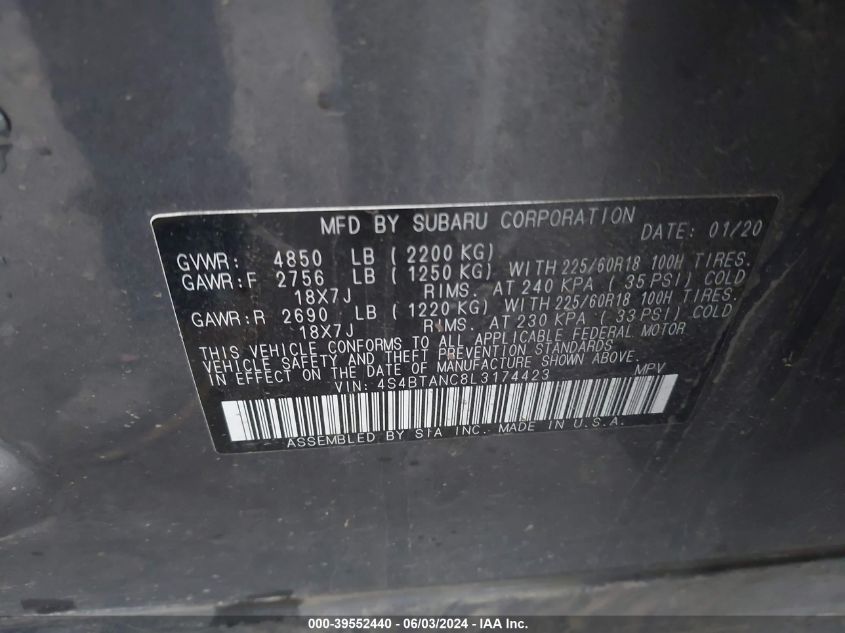 MFD BY SUBARU CORPORATION DATE: 01/20
GVWR: 4850 LB ( 2200 KG)
GAWR:F 2756 LB ( 1250 KG) WITH 225/60R18 100H TIRES.
18X7J RIMS. AT 240 KPA ( 35 PSI) COLD
GAWR:R 2690 LB ( 1220 KG) WITH 225/60R18 100H TIRES.
18X7J RIMS. AT 230 KPA ( 33 PSI) COLD
THIS VEHICLE CONFORMS TO ALL APPLICABLE FEDERAL MOTOR
VEHICLE SAFETY AND THEFT PREVENTION STANDARDS
IN EFFECT ON THE DATE OF MANUFACTURE SHOWN ABOVE.
VIN: 4S4BTANC8L3174423 MPV
ASSEMBLED BY SIA INC. MADE IN U.S.A.
000-39552440 - 06/03/2024 - IAA Inc.